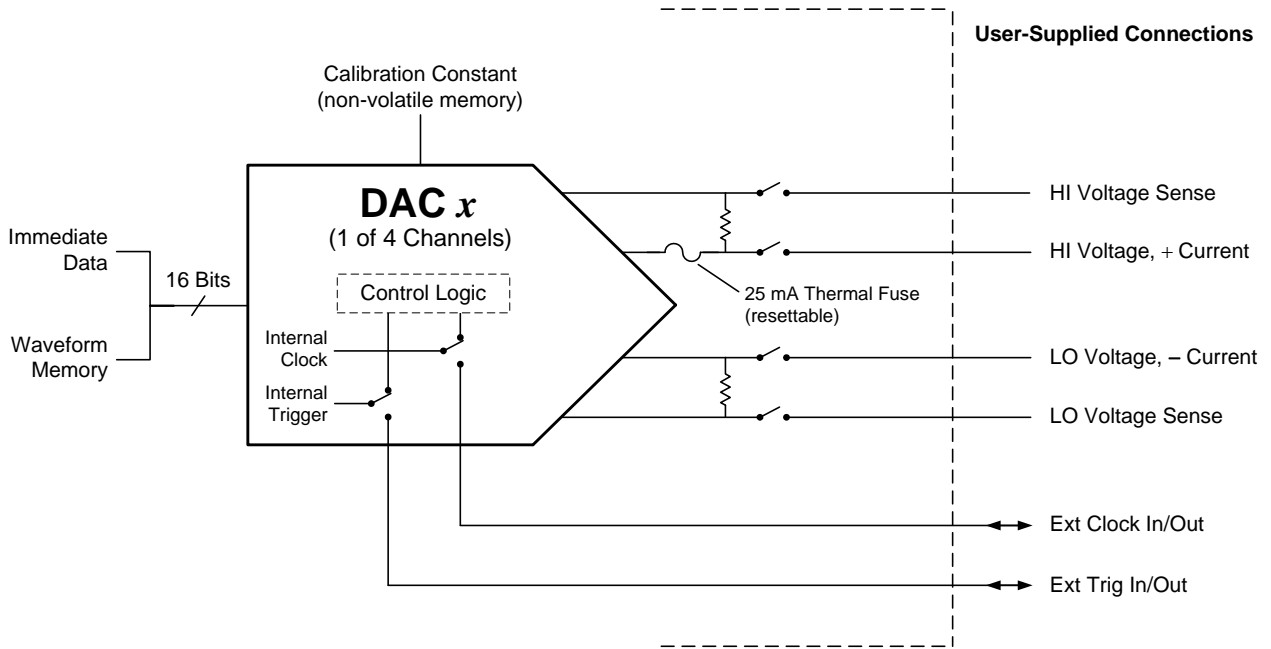 User-Supplied Connections
Calibration Constant
(non-volatile memory)
DAC x
(1 of 4 Channels)
Immediate
Data
16 Bits
Waveform
Memory
Control Logic
Internal
Clock
Internal
Trigger
25 mA Thermal Fuse
(resettable)
HI Voltage Sense
HI Voltage, + Current
LO Voltage, – Current
LO Voltage Sense
Ext Clock In/Out
Ext Trig In/Out